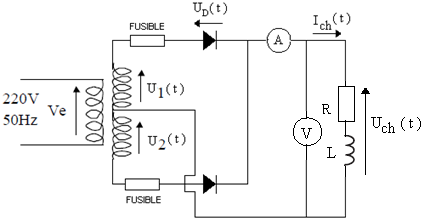 FUSIBLE
U_D(t)
A
I_ch(t)
220V
50Hz
Ve
U_1(t)
U_2(t)
V
R
L
U_ch(t)
FUSIBLE